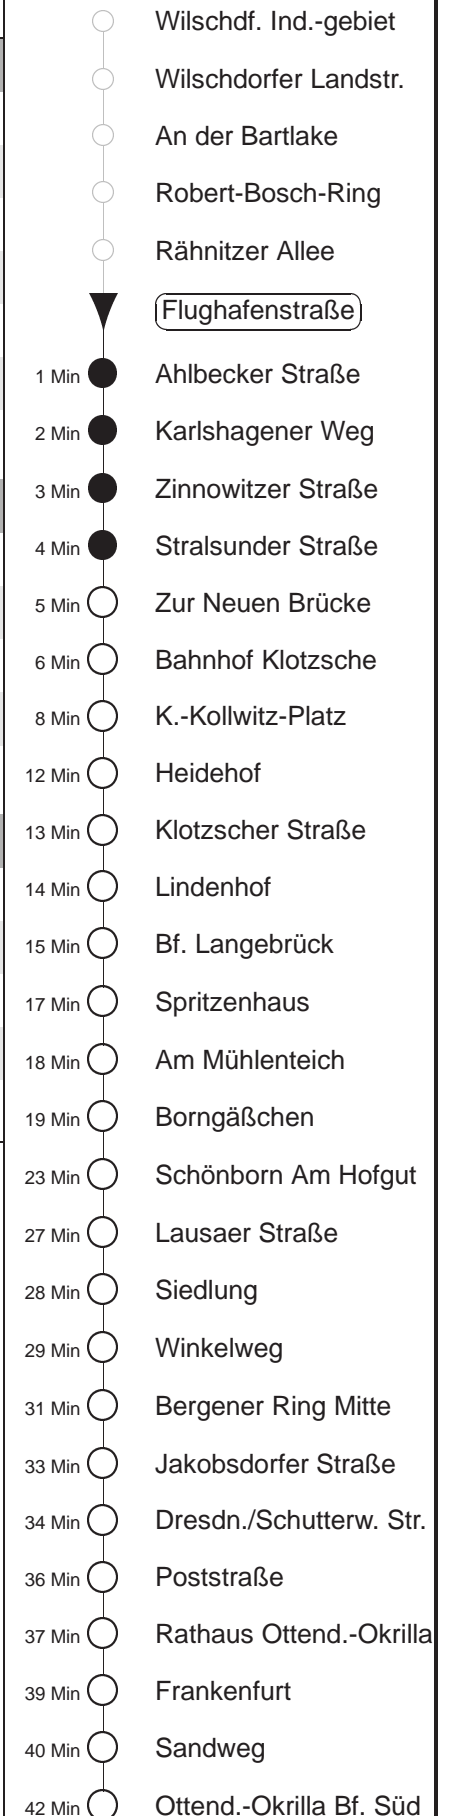 Wilschdf. Ind.-gebiet
Wilschdorfer Landstr.
An der Bartlake
Robert-Bosch-Ring
Rähnitzer Allee
Flughafenstraße
1 Min Ahlbecker Straße
2 Min Karlshagener Weg
3 Min Zinnowitzer Straße
4 Min Stralsunder Straße
5 Min Zur Neuen Brücke
6 Min Bahnhof Klotzsche
8 Min K.-Kollwitz-Platz
12 Min Heidehof
13 Min Klotzscher Straße
14 Min Lindenhof
15 Min Bf. Langebrück
17 Min Spritzenhaus
18 Min Am Mühlenteich
19 Min Borngäßchen
23 Min Schönborn Am Hofgut
27 Min Lausaer Straße
28 Min Siedlung
29 Min Winkelweg
31 Min Bergener Ring Mitte
33 Min Jakobsdorfer Straße
34 Min Dresdn./Schutterw. Str.
36 Min Poststraße
37 Min Rathaus Ottend.-Okrilla
39 Min Frankenfurt
40 Min Sandweg
42 Min Ottend.-Okrilla Bf. Süd